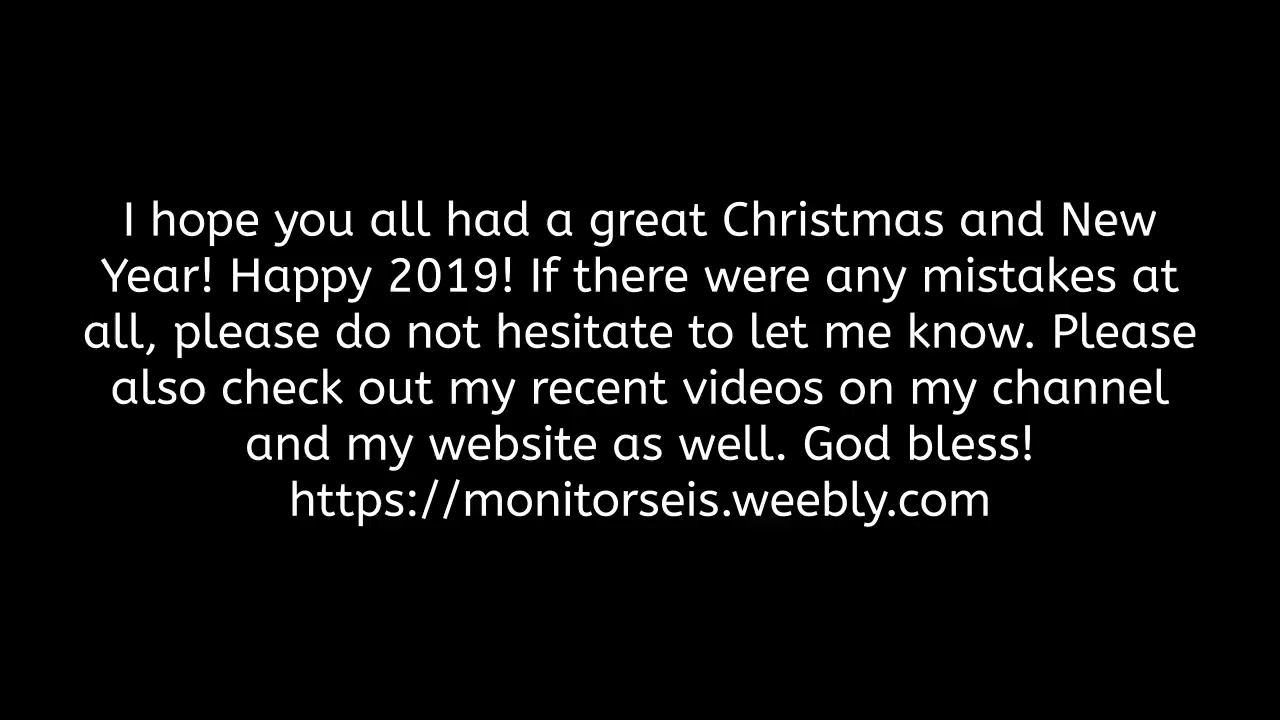 I hope you all had a great Christmas and New
Year! Happy 2019! If there were any mistakes at
all, please do not hesitate to let me know. Please
also check out my recent videos on my channel
and my website as well. God bless!
https://monitorseis.weebly.com